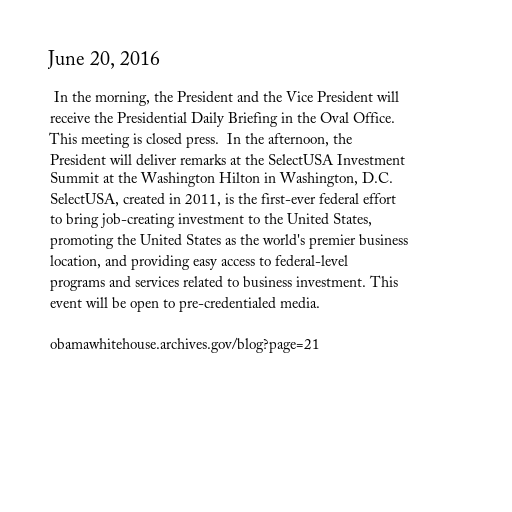 June 20, 2016
In the morning, the President and the Vice President will
receive the Presidential Daily Briefing in the Oval Office.
This meeting is closed press.  In the afternoon, the
President will deliver remarks at the SelectUSA Investment
Summit at the Washington Hilton in Washington, D.C.
SelectUSA, created in 2011, is the first-ever federal effort
to bring job-creating investment to the United States,
promoting the United States as the world's premier business
location, and providing easy access to federal-level
programs and services related to business investment. This
event will be open to pre-credentialed media.
obamawhitehouse.archives.gov/blog?page=21